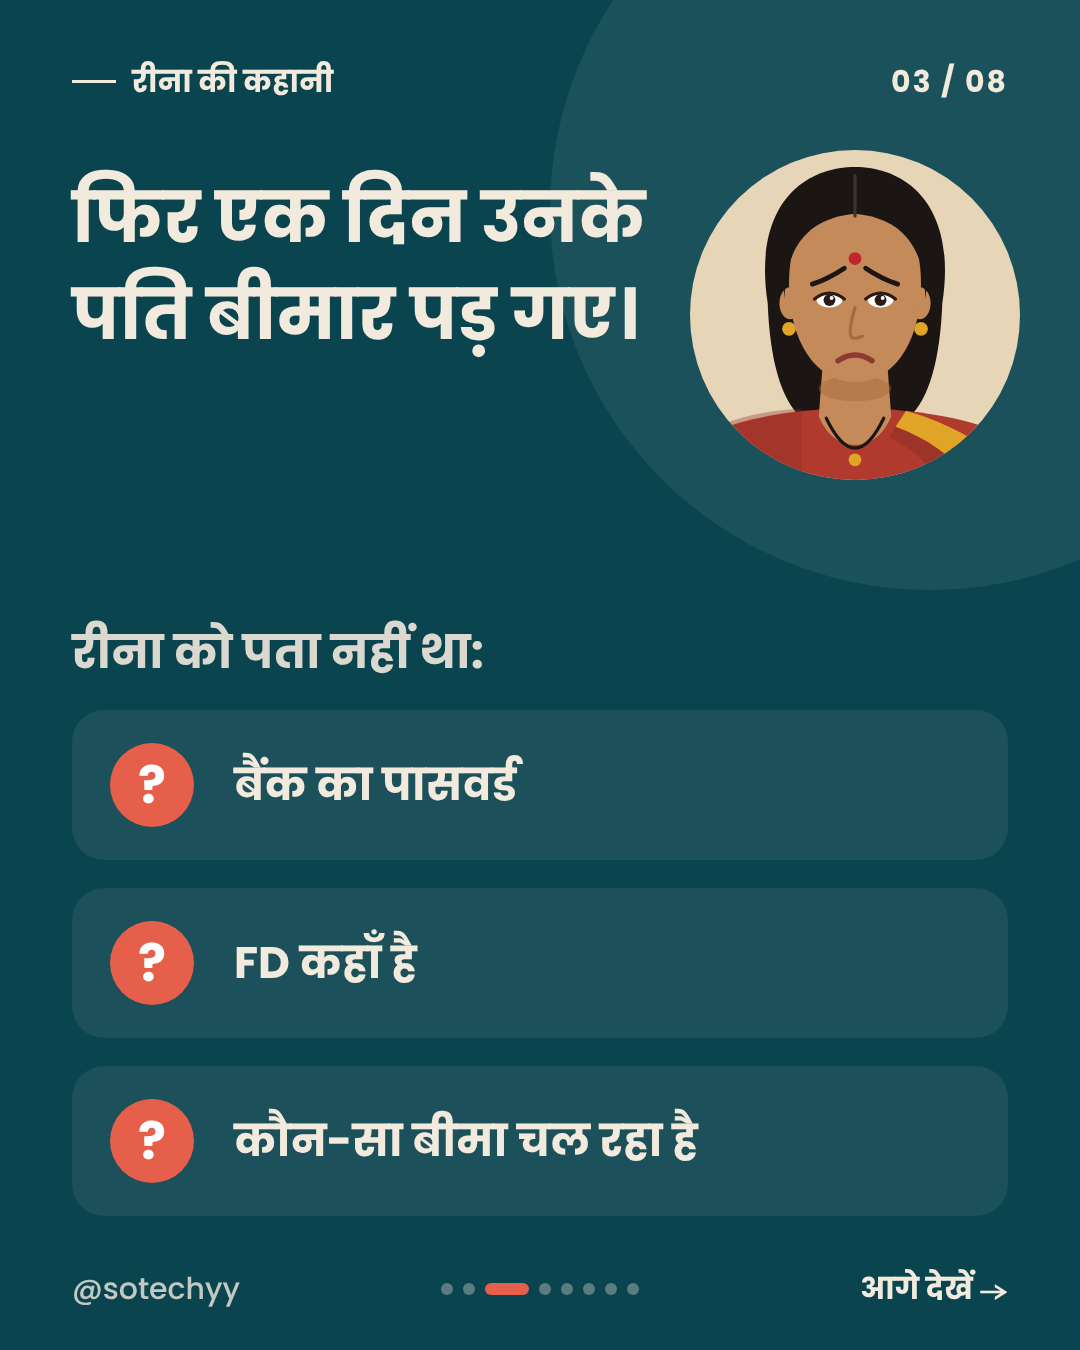 — रीना की कहानी
03 / 08
फिर एक दिन उनके
पति बीमार पड़ गए।
रीना को पता नहीं था:
? बैंक का पासवर्ड
? FD कहाँ है
? कौन-सा बीमा चल रहा है
@sotechyy
आगे देखें →